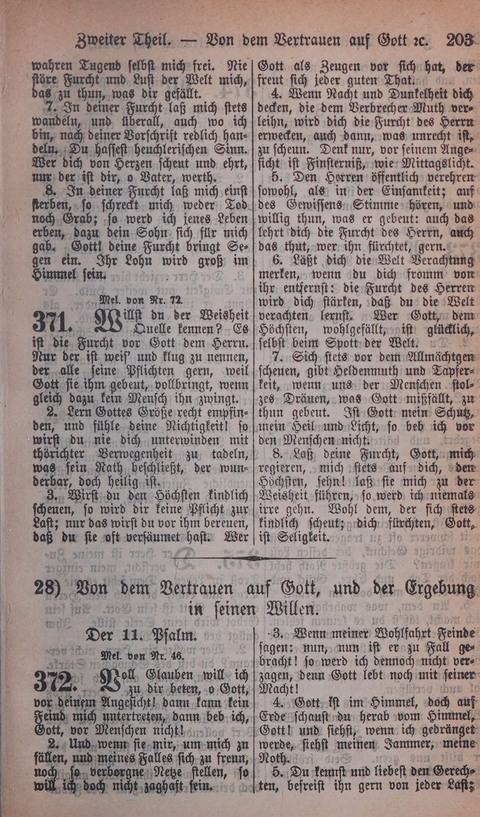 Zweiter Theil. — Von dem Vertrauen auf Gott ꝛc. 203
wahren Tugend selbst mich frei. Nie
störe Furcht und Lust der Welt mich,
das zu thun, was dir gefällt.
7. In deiner Furcht laß mich stets
wandeln, und überall, auch wo ich
bin, nach deiner Vorschrift redlich han-
deln. Du hassest heuchlerischen Sinn.
Wer dich von Herzen scheut und ehrt,
nur der ist dir, o Vater, werth.
8. In deiner Furcht laß mich einst
sterben, so schreckt mich weder Tod
noch Grab; so werd ich jenes Leben
erben, dazu dein Sohn sich für mich
gab. Gott! deine Furcht bringt Se-
gen ein. Ihr Lohn wird groß im
Himmel sein.
Mel. von Nr. 72.
371. Willst du der Weisheit
Quelle kennen? Es
ist die Furcht vor Gott dem Herrn.
Nur der ist weis' und klug zu nennen,
der alle seine Pflichten gern, weil
Gott sie ihm gebeut, vollbringt, wenn
gleich dazu kein Mensch ihn zwingt.
2. Lern Gottes Größe recht empfin-
den, und fühle deine Nichtigkeit! so
wirst du nie dich unterwinden mit
thörichter Verwegenheit zu tadeln,
was sein Rath beschließt, der wun-
derbar, doch heilig ist.
3. Wirst du den Höchsten kindlich
scheuen, so wird dir keine Pflicht zur
Last; nur das wirst du vor ihm bereuen,
daß du sie oft versäumet hast. Wer
Gott als Zeugen vor sich hat, der
freut sich jeder guten That.
4. Wenn Nacht und Dunkelheit dich
decken, die dem Verbrecher Muth ver-
leihn, wird dich die Furcht des Herrn
erwecken, auch dann, was unrecht ist,
zu scheun. Denk nur, vor seinem Ange-
sicht ist Finsterniß, wie Mittagslicht.
5. Den Herren öffentlich verehren
sowohl, als in der Einsamkeit; auf
des Gewissens Stimme hören, und
willig thun, was er gebeut: auch das
lehrt dich die Furcht des Herrn, auch
das thut, wer ihn fürchtet, gern.
6. Läßt dich die Welt Verachtung
merken, wenn du dich fromm von
ihr entfernst: die Furcht des Herren
wird dich stärken, daß du die Welt
verachten lernst. Wer Gott, dem
Höchsten, wohlgefällt, ist glücklich,
selbst beim Spott der Welt.
7. Sich stets vor dem Allmächtgen
scheuen, gibt Heldenmuth und Tapfer-
keit, wenn uns der Menschen stol-
zes Dräuen, was Gott mißfällt, zu
thun gebeut. Ist Gott mein Schutz,
mein Heil und Licht, so beb ich vor
den Menschen nicht.
8. Laß deine Furcht, Gott, mich
regieren, mich stets auf dich, den
Höchsten, sehn! laß sie mich zu der
Weisheit führen, so werd ich niemals
irre gehn. Wohl dem, der sich stets
kindlich scheut; dich fürchten, Gott,
ist Seligkeit.
28) Von dem Vertrauen auf Gott, und der Ergebung
in seinen Willen.
Der 11. Psalm.
Mel. von Nr. 46.
372. Voll Glauben will ich
zu dir beten, o Gott,
vor deinem Angesicht! dann kann kein
Feind mich untertreten, dann beb ich,
Gott, vor Menschen nicht!
2. Und wenn sie mir, um mich zu
fällen, und meines Falles sich zu freun,
noch so verborgne Netze stellen, so
will ich doch nicht zaghaft sein.
3. Wenn meiner Wohlfahrt Feinde
sagen: nun, nun ist er zu Fall ge-
bracht! so werd ich dennoch nicht ver-
zagen, denn Gott lebt noch mit seiner
Macht!
4. Gott ist im Himmel, doch auf
Erde schaust du herab vom Himmel,
Gott! und siehst, wenn ich gedränget
werde, siehst meinen Jammer, meine
Noth.
5. Du kennst und liebest den Gerech-
ten, befreist ihn gern von jeder Last;